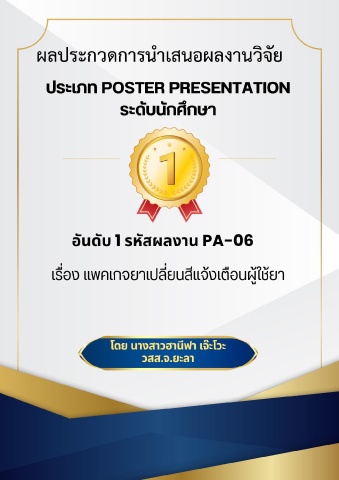 ผลประกวดการนำเสนอผลงานวิจัย
ประเภท POSTER PRESENTATION
ระดับนักศึกษา
1
อันดับ 1 รหัสผลงาน PA-06
เรื่อง แพคเกจยาเปลี่ยนสีแจ้งเตือนผู้ใช้ยา
โดย นางสาวฮานีฟา เจ๊ะโวะ
วสส.จ.ยะลา